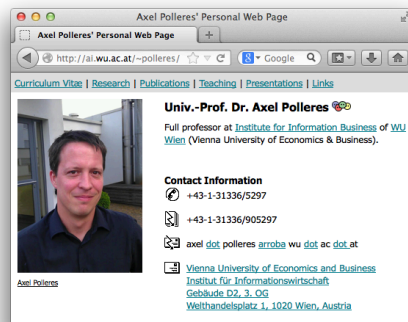 Axel Polleres' Personal Web Page
Axel Polleres' Personal Web Page
http://ai.wu.ac.at/~polleres/
Google
Curriculum Vitæ | Research | Publications | Teaching | Presentations | Links
Univ.-Prof. Dr. Axel Polleres
Full professor at Institute for Information Business of WU
Wien (Vienna University of Economics & Business).
Contact Information
+43-1-31336/5297
+43-1-31336/905297
axel dot polleres arroba wu dot ac dot at
Vienna University of Economics and Business
Institut für Informationswirtschaft
Gebäude D2, 3. OG
Welthandelsplatz 1, 1020 Wien, Austria
Axel Polleres